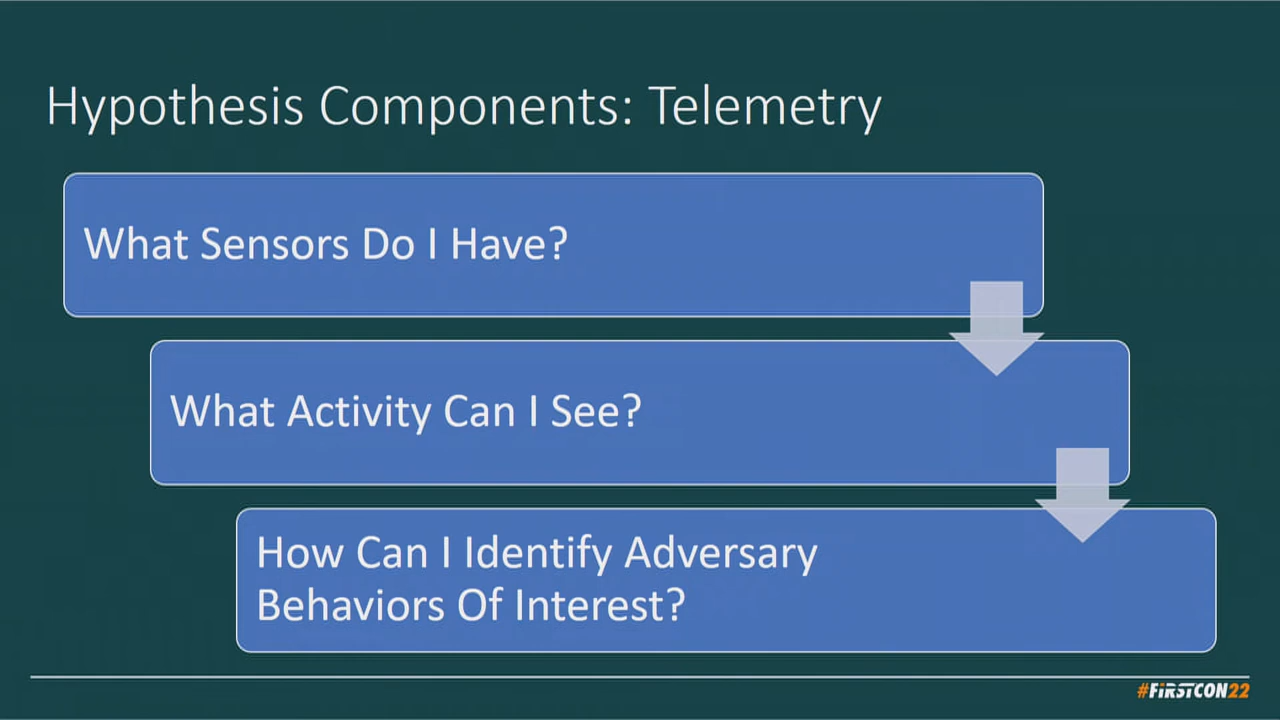 Hypothesis Components: Telemetry
What Sensors Do I Have?
What Activity Can I See?
How Can I Identify Adversary
Behaviors Of Interest?
#FiRSTCON22